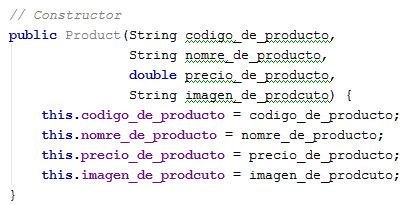 // Constructor
public Product(String codigo_de_producto,
String nomre_de_producto,
double precio_de_producto,
String imagen_de_prodcuto) {
this.codigo_de_producto = codigo_de_producto;
this.nomre_de_producto = nomre_de_producto;
this.precio_de_producto = precio_de_producto;
this.imagen_de_prodcuto = imagen_de_prodcuto;
}